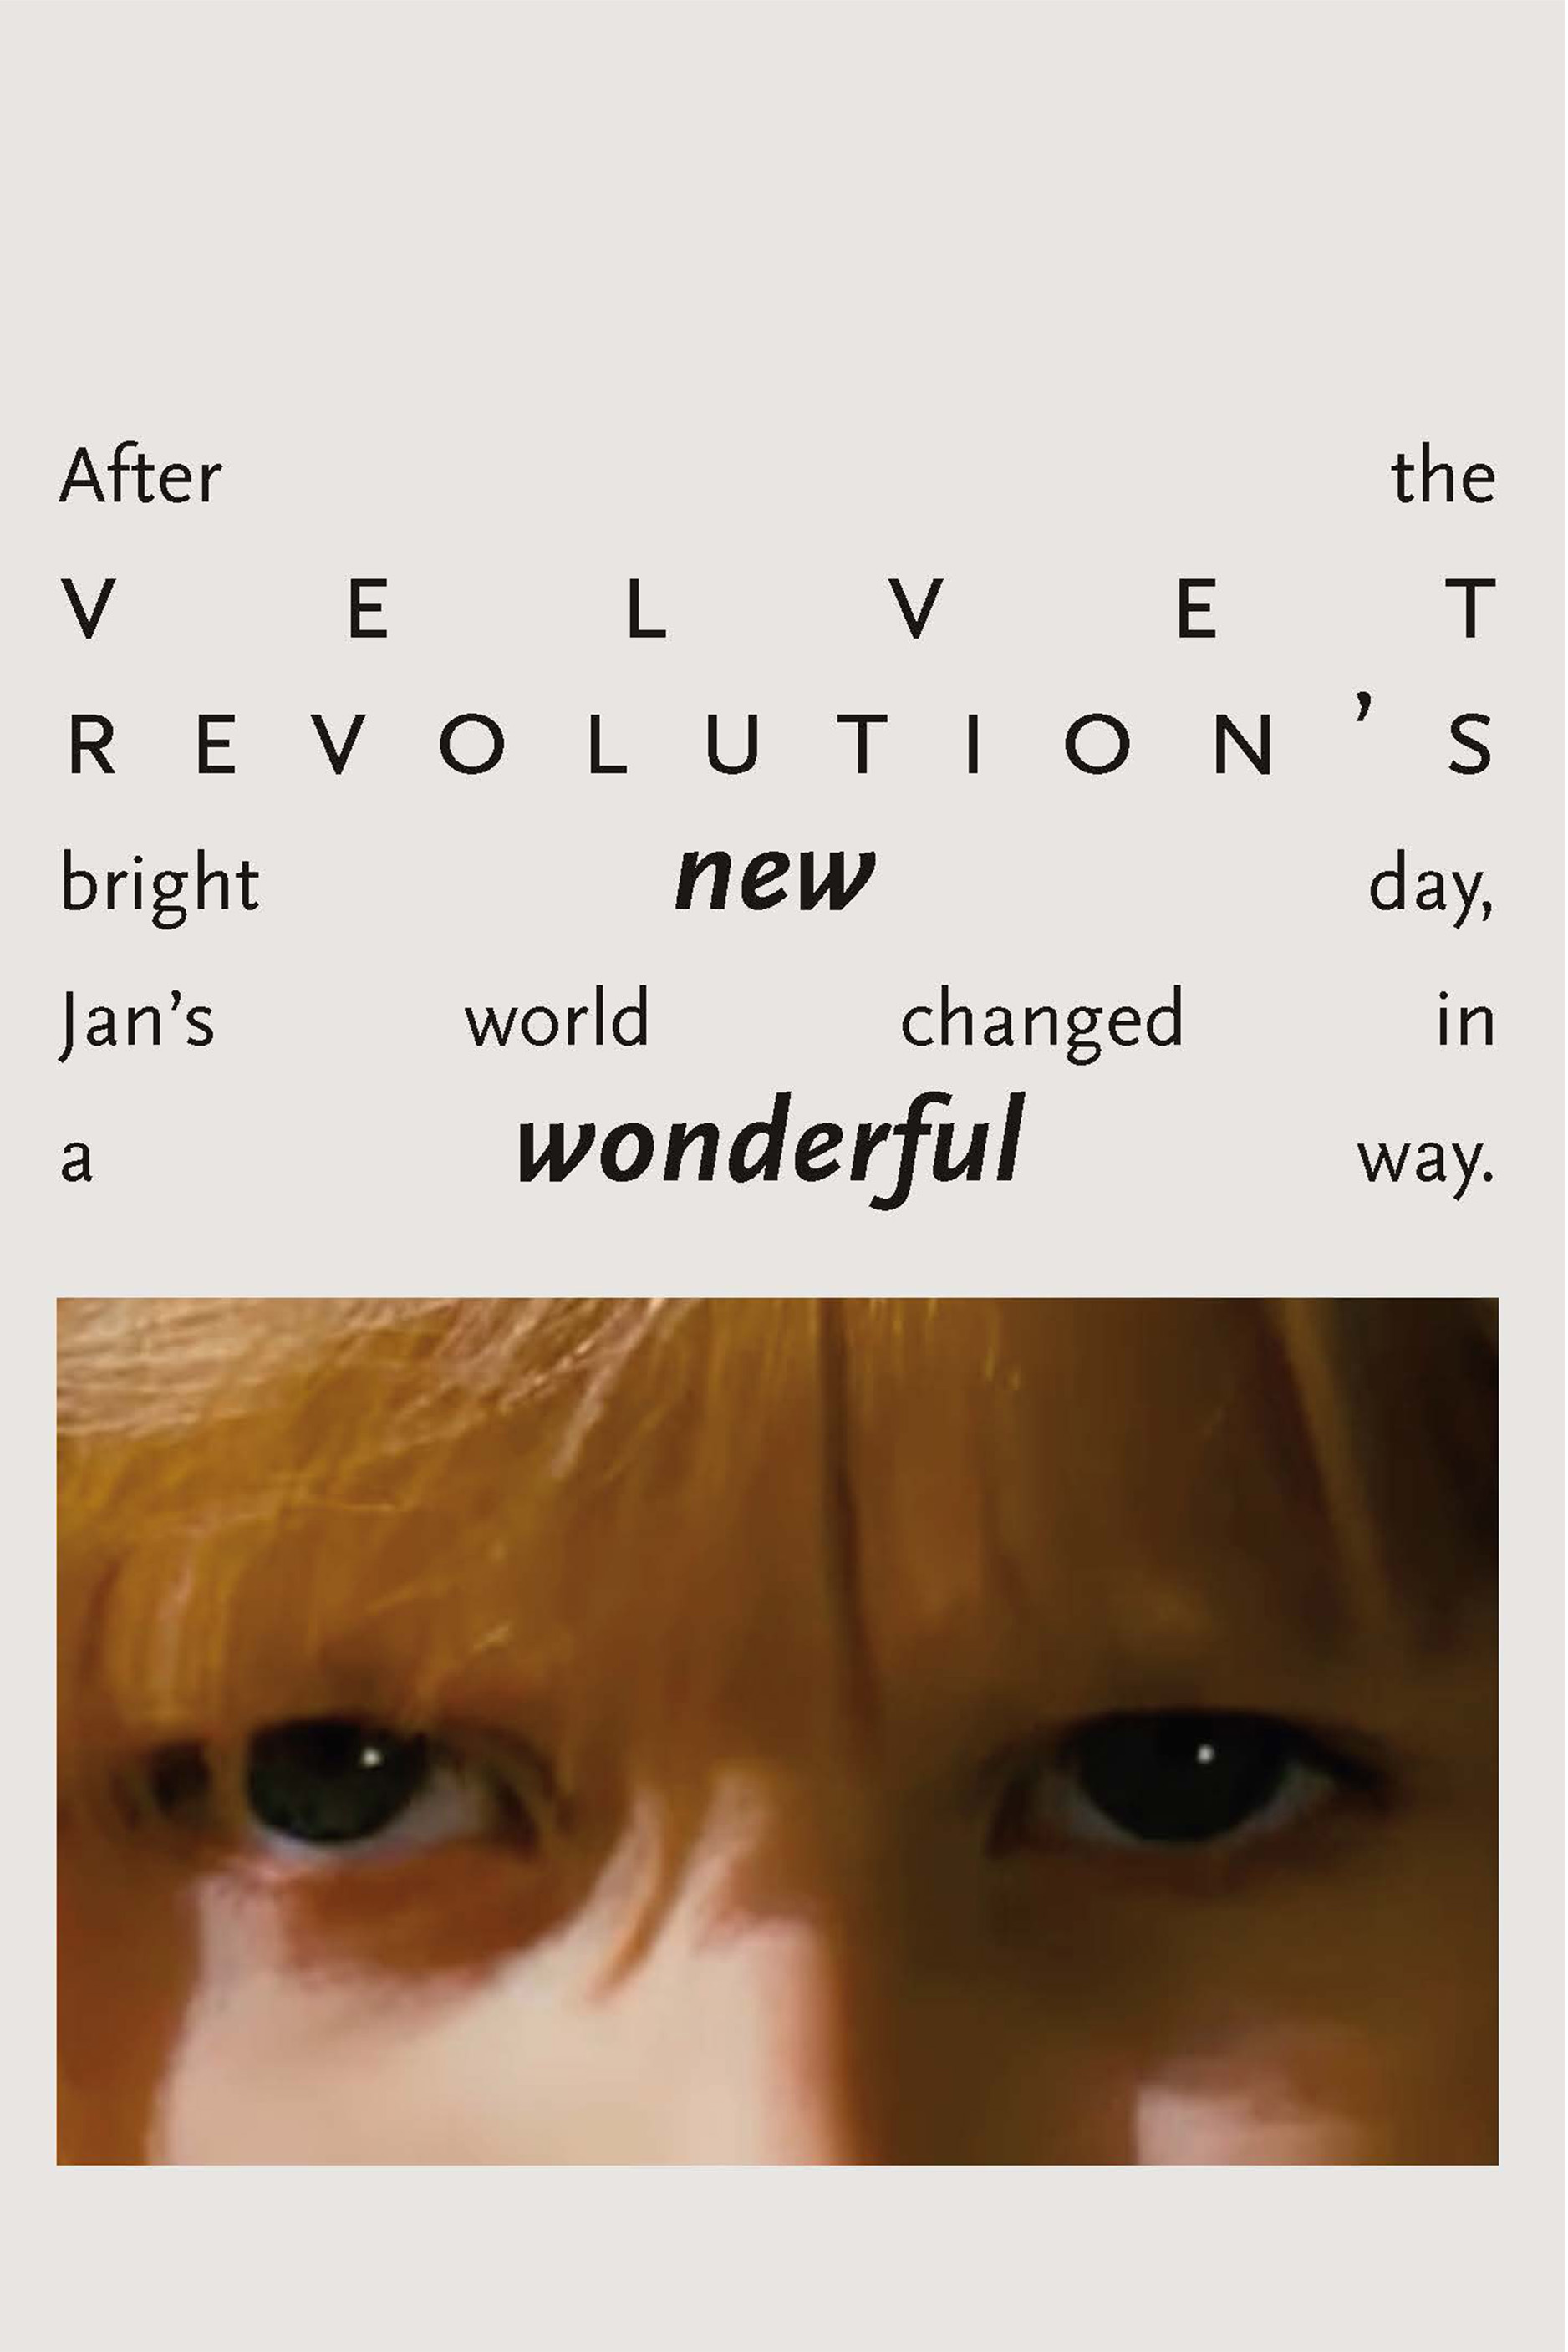 After the
VELVET
REVOLUTION’S
bright new day,
Jan’s world changed in
a wonderful way.